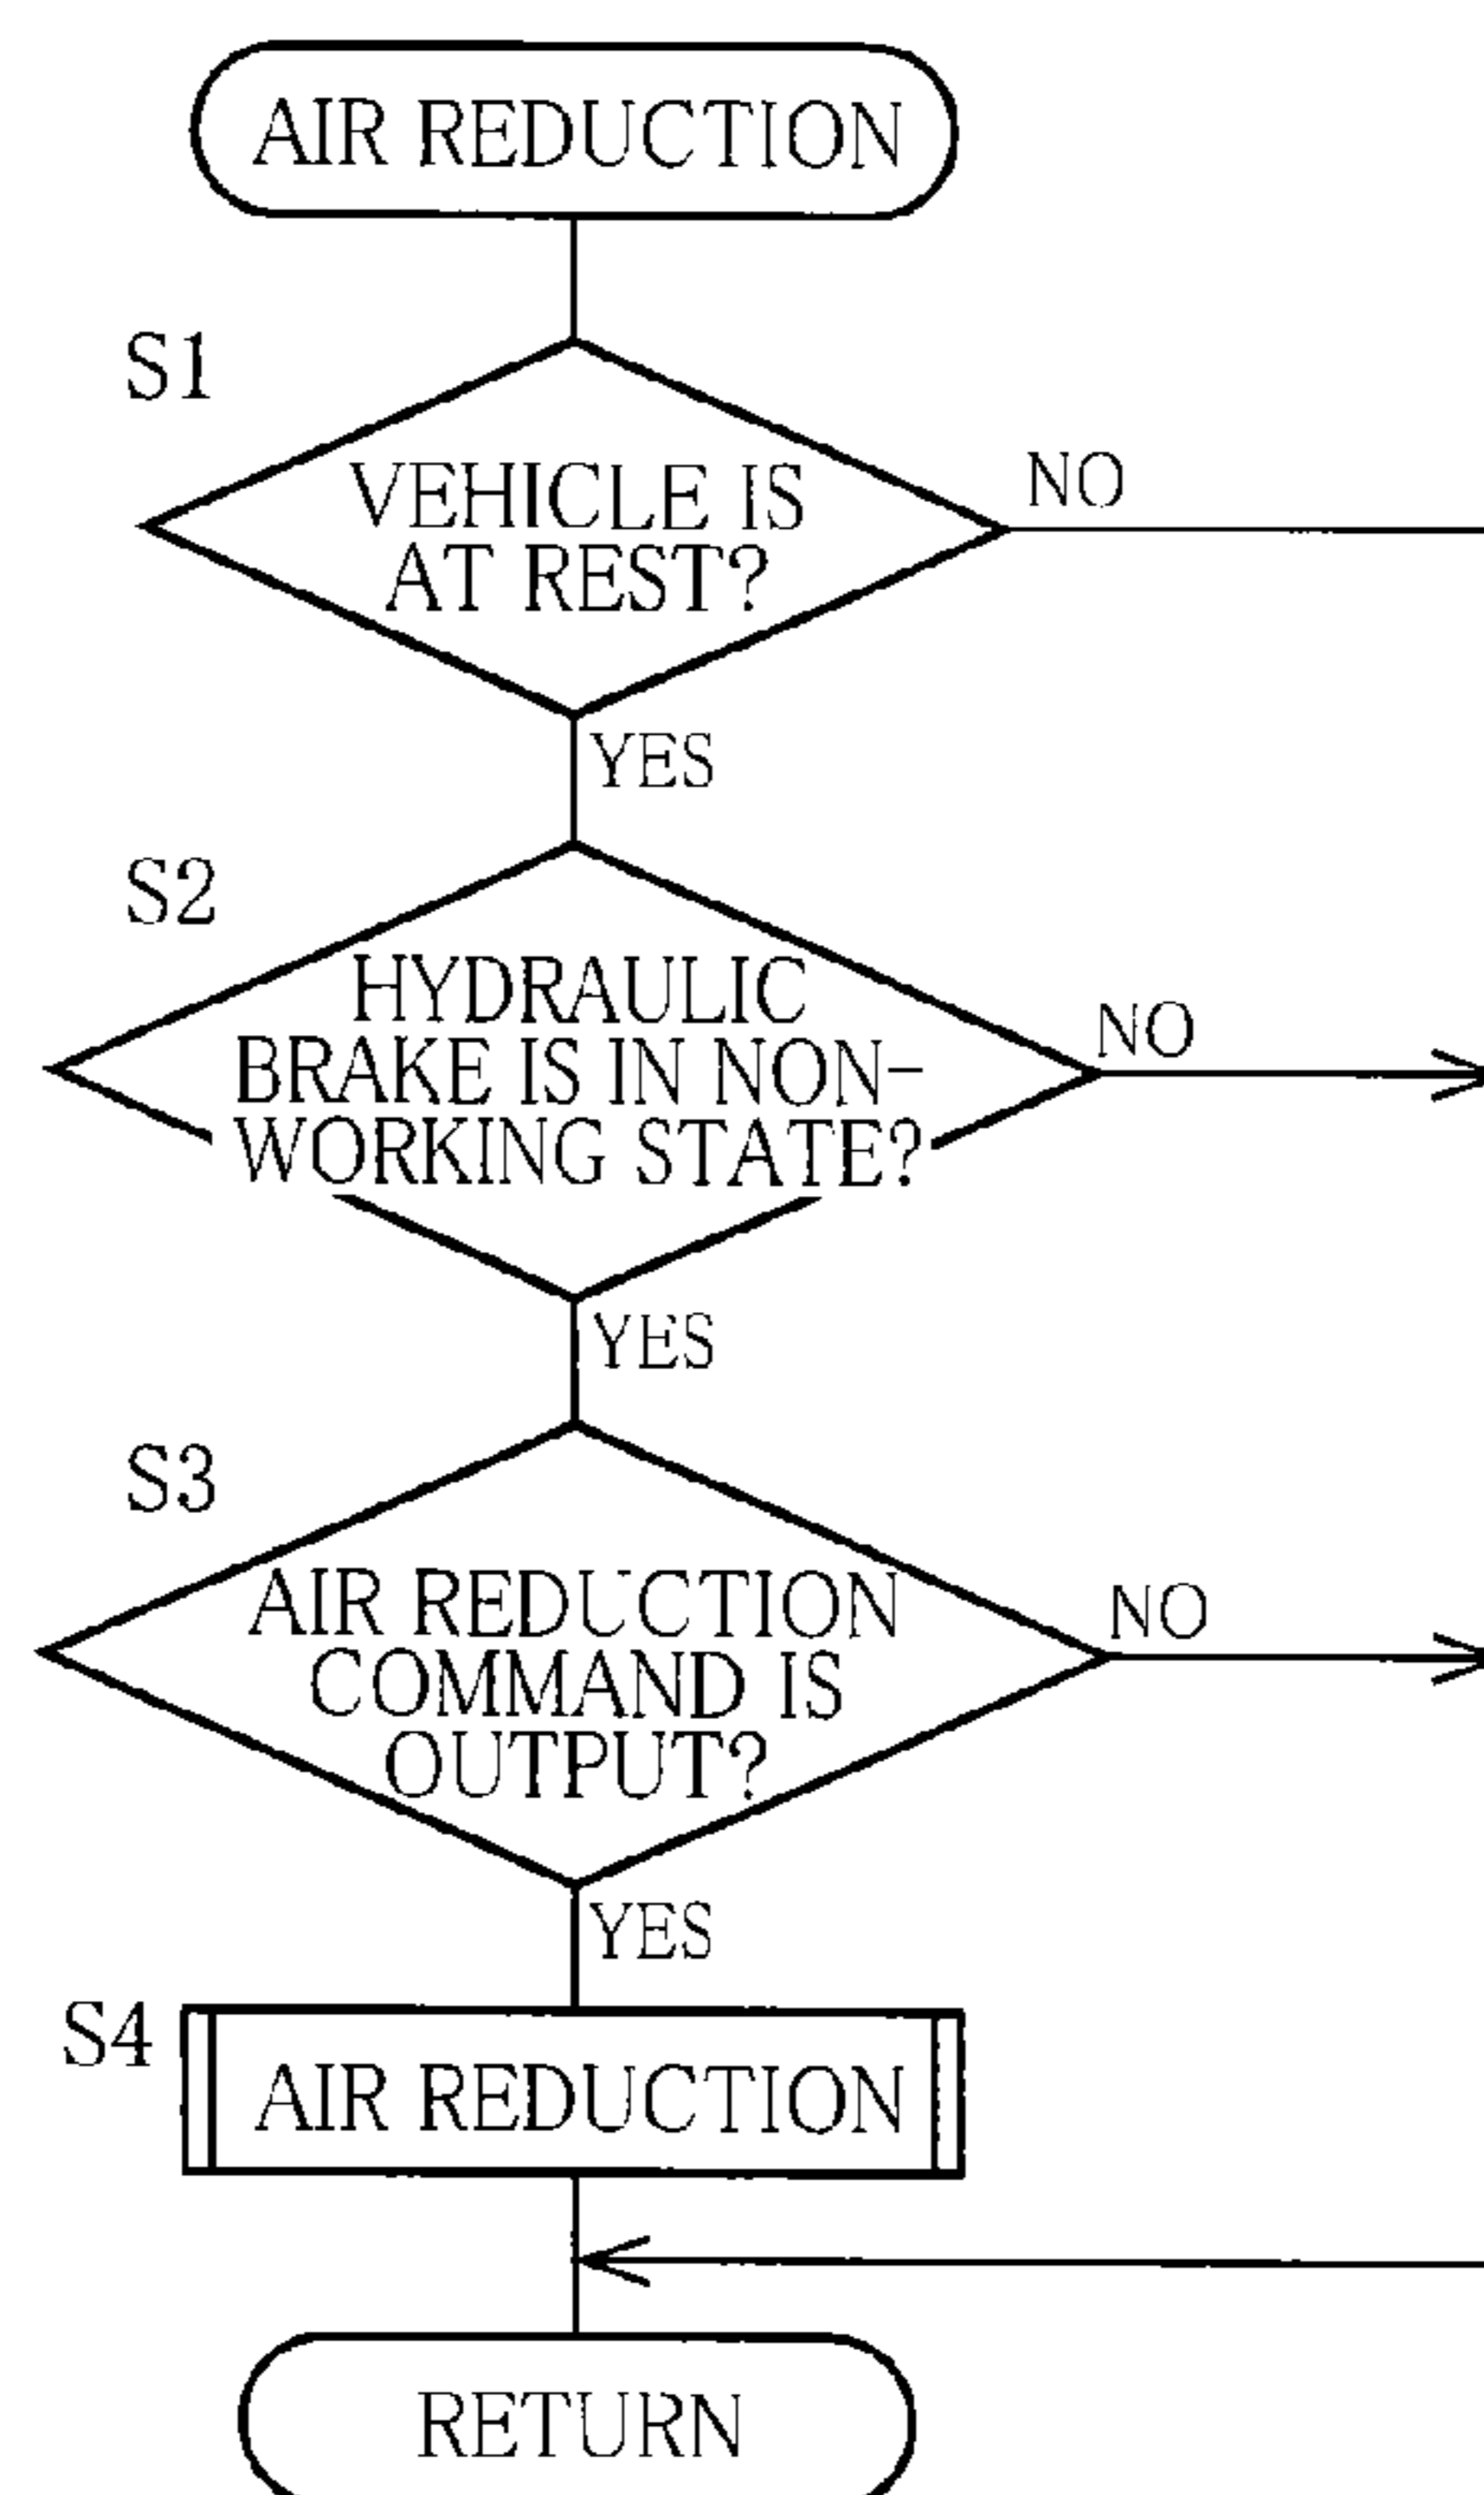 AIR REDUCTION
S1
VEHICLE IS
AT REST?
NO
YES
S2
HYDRAULIC
BRAKE IS IN NON-
WORKING STATE?
NO
YES
S3
AIR REDUCTION
COMMAND IS
OUTPUT?
NO
YES
S4
AIR REDUCTION
RETURN